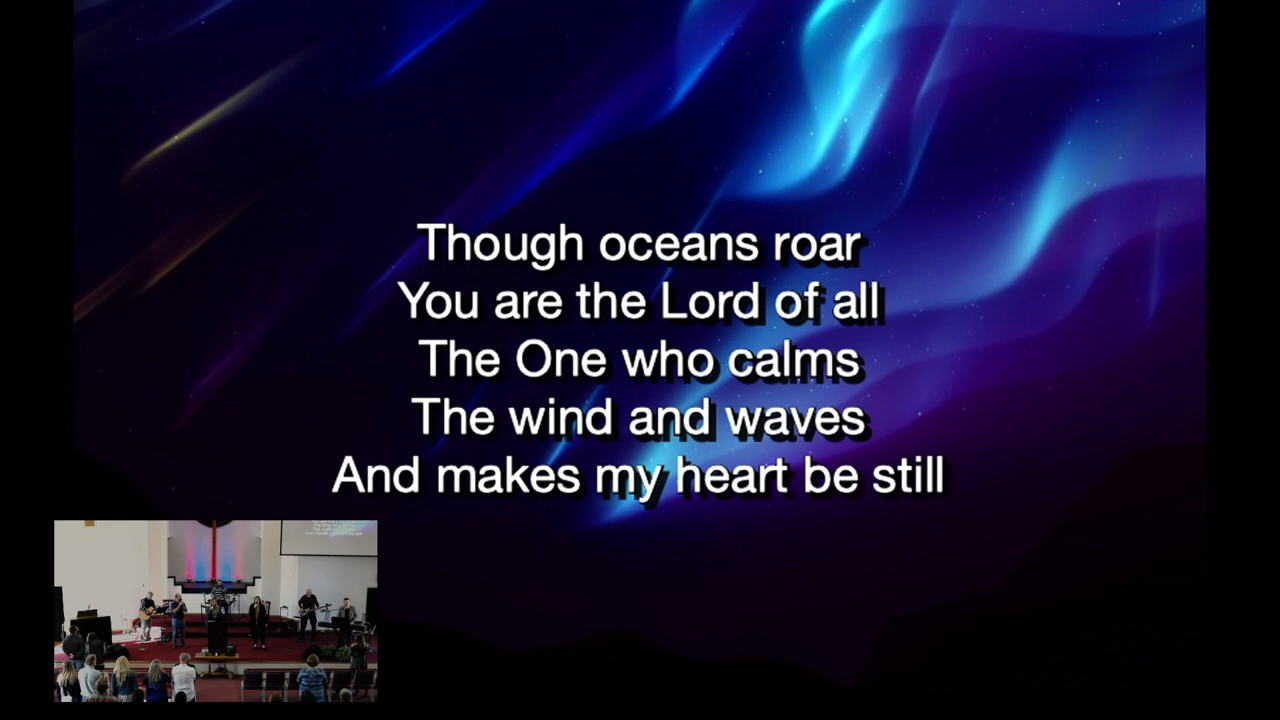 Though oceans roar
You are the Lord of all
The One who calms
The wind and waves
And makes my heart be still